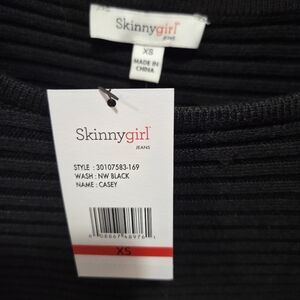 Skinnygirl
JEANS
XS
MADE IN
CHINA
Skinnygirl
JEANS
STYLE : 30107583-169
WASH : NW BLACK
NAME : CASEY
XS